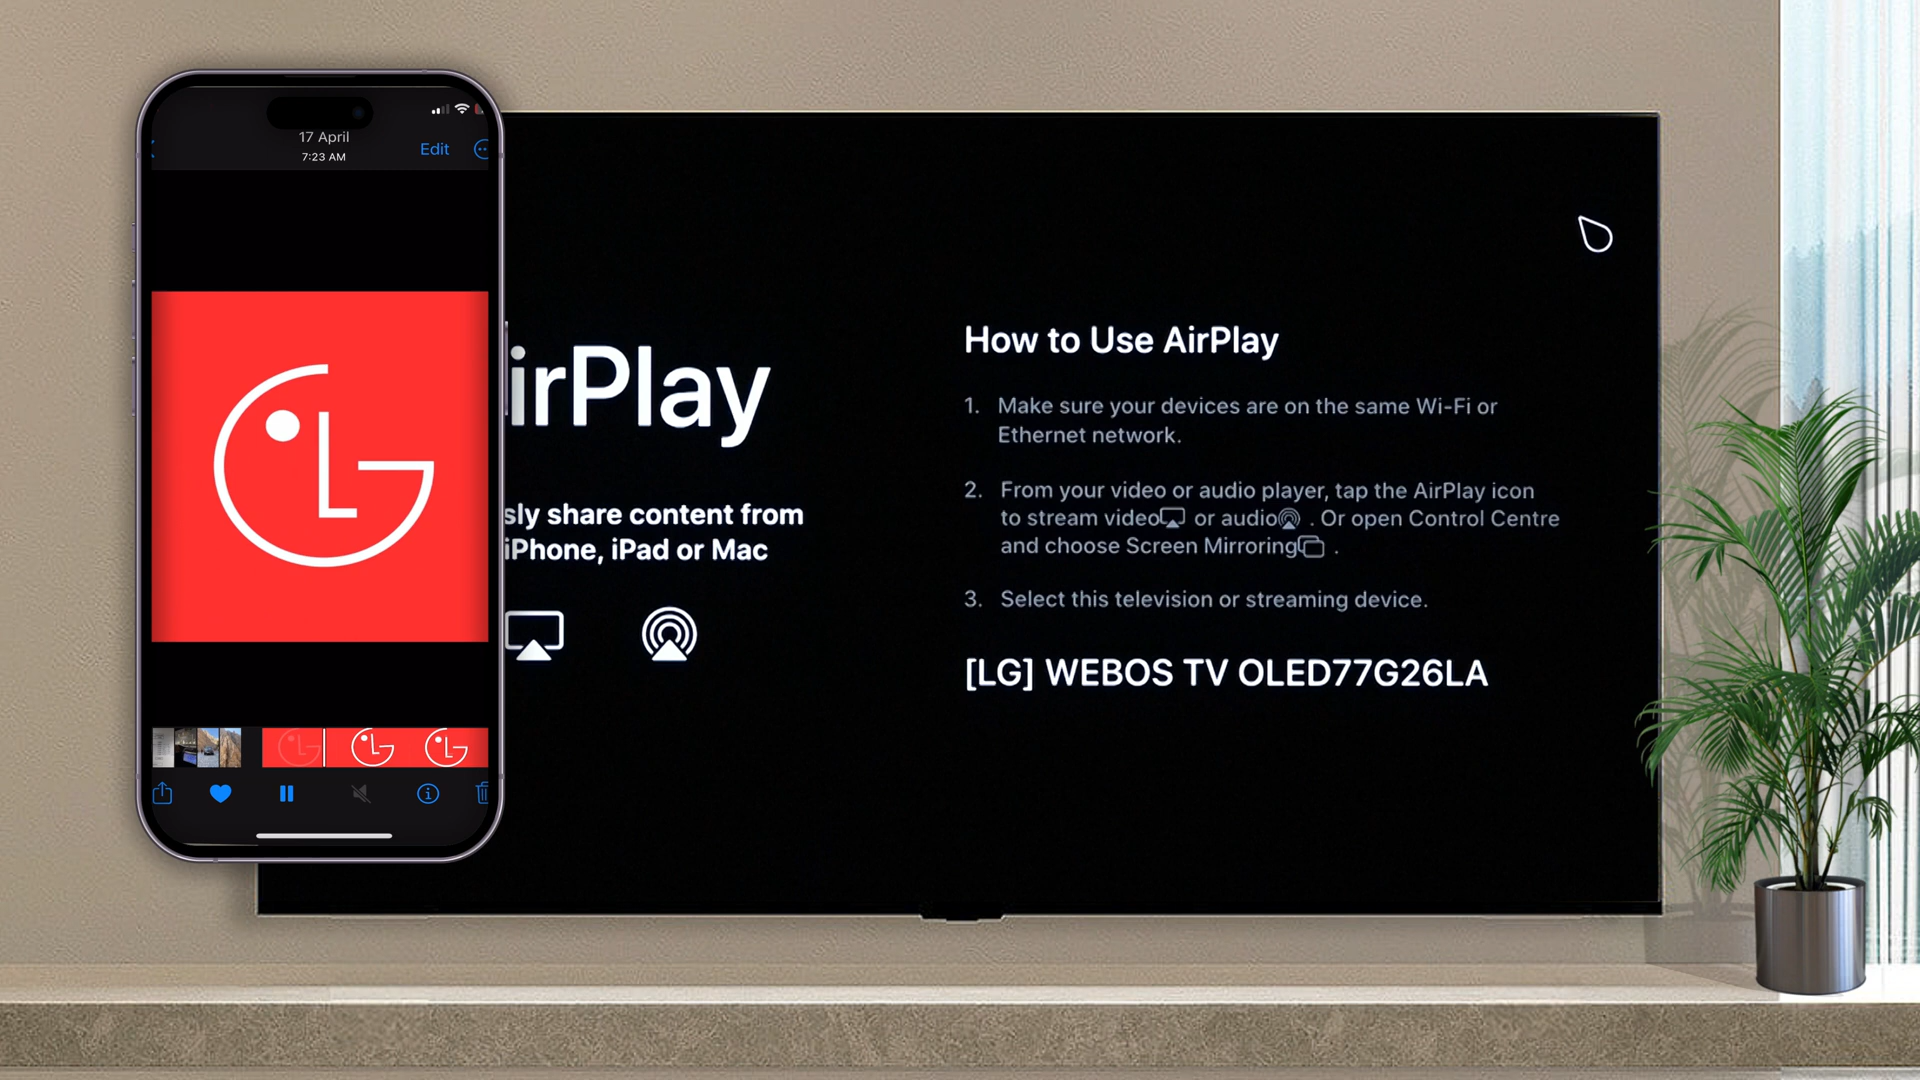 17 April
7:23 AM
Edit
irPlay
sly share content from
iPhone, iPad or Mac
How to Use AirPlay
1. Make sure your devices are on the same Wi-Fi or
Ethernet network.
2. From your video or audio player, tap the AirPlay icon
to stream video or audio . Or open Control Centre
and choose Screen Mirroring .
3. Select this television or streaming device.
[LG] WEBOS TV OLED77G26LA
LG